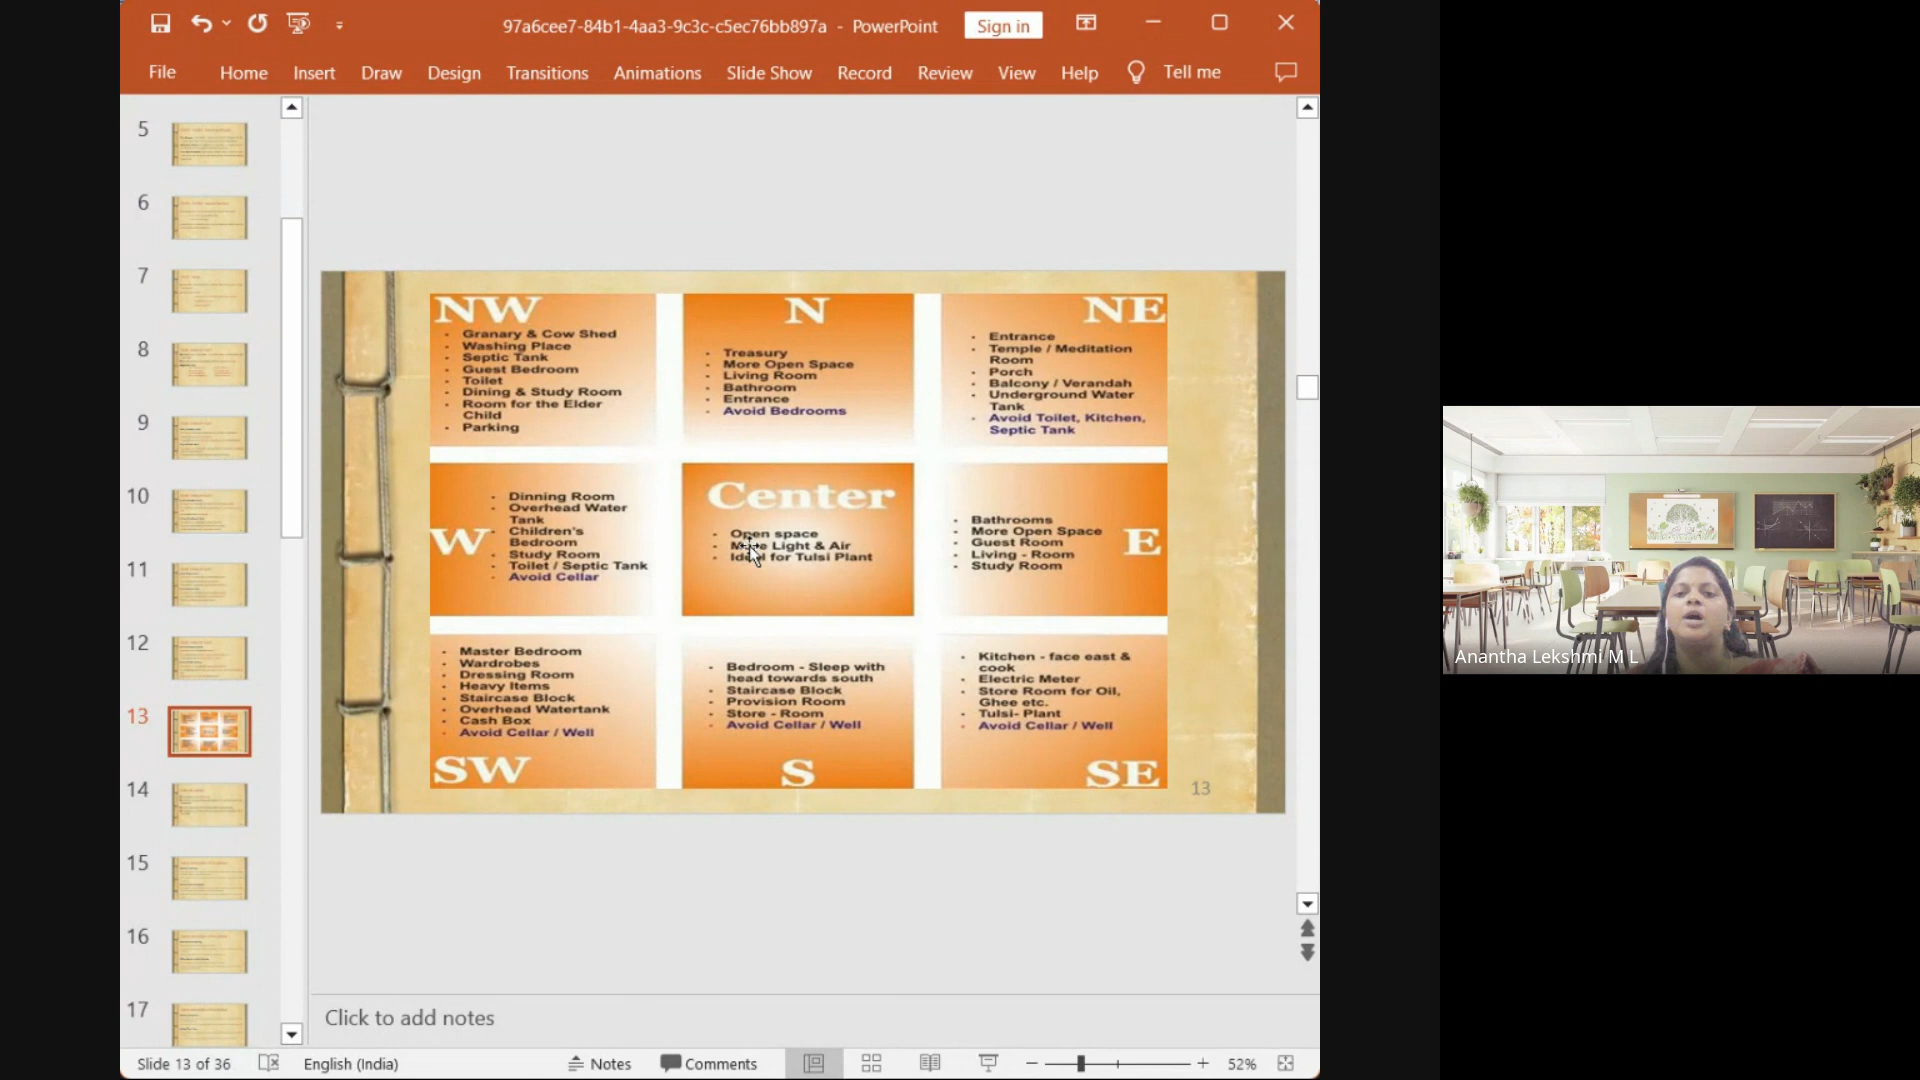 97a6cee7-84b1-4aa3-9c3c-c5ec76bb897a - PowerPoint
Sign in
File
Home
Insert
Draw
Design
Transitions
Animations
Slide Show
Record
Review
View
Help
Tell me
5
6
7
8
9
10
11
12
13
14
15
16
17
NW
Granary & Cow Shed
Washing Place
Septic Tank
Guest Bedroom
Toilet
Dining & Study Room
Room for the Elder
Child
Parking
N
Treasury
More Open Space
Living Room
Bathroom
Entrance
Avoid Bedrooms
NE
Entrance
Temple / Meditation
Room
Porch
Balcony / Verandah
Underground Water
Tank
Avoid Toilet, Kitchen,
Septic Tank
W
Dinning Room
Overhead Water
Tank
Children's
Bedroom
Study Room
Toilet / Septic Tank
Avoid Cellar
Center
Open space
More Light & Air
Ideal for Tulsi Plant
Bathrooms
More Open Space
Guest Room
Living - Room
Study Room
E
Master Bedroom
Wardrobes
Dressing Room
Heavy Items
Staircase Block
Overhead Watertank
Cash Box
Avoid Cellar / Well
SW
Bedroom - Sleep with
head towards south
Staircase Block
Provision Room
Store - Room
Avoid Cellar / Well
S
Kitchen - face east &
cook
Electric Meter
Store Room for Oil,
Ghee etc.
Tulsi- Plant
Avoid Cellar / Well
SE
13
Click to add notes
Slide 13 of 36
English (India)
Notes
Comments
52%
Anantha Lekshmi M L